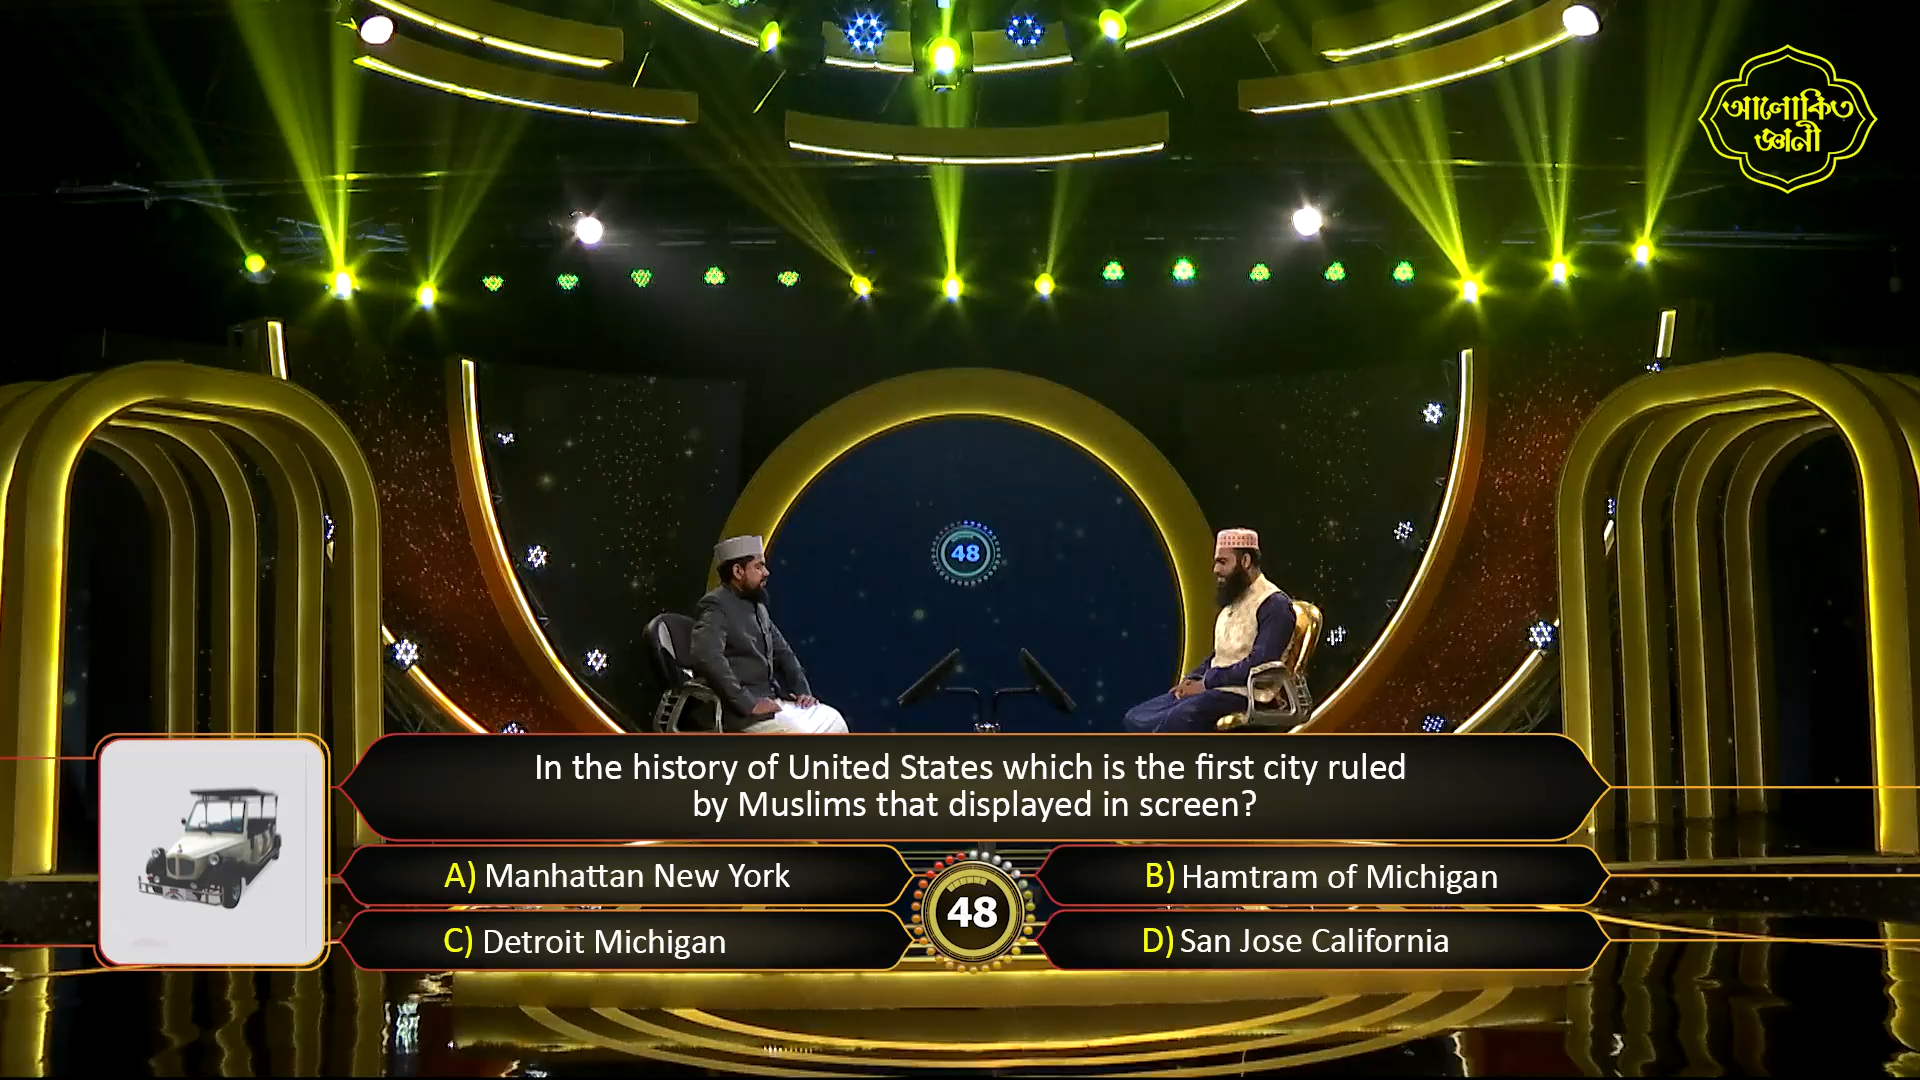 আলোকিত
জ্ঞানী
48
In the history of United States which is the first city ruled
by Muslims that displayed in screen?
A) Manhattan New York
B) Hamtram of Michigan
48
C) Detroit Michigan
D) San Jose California